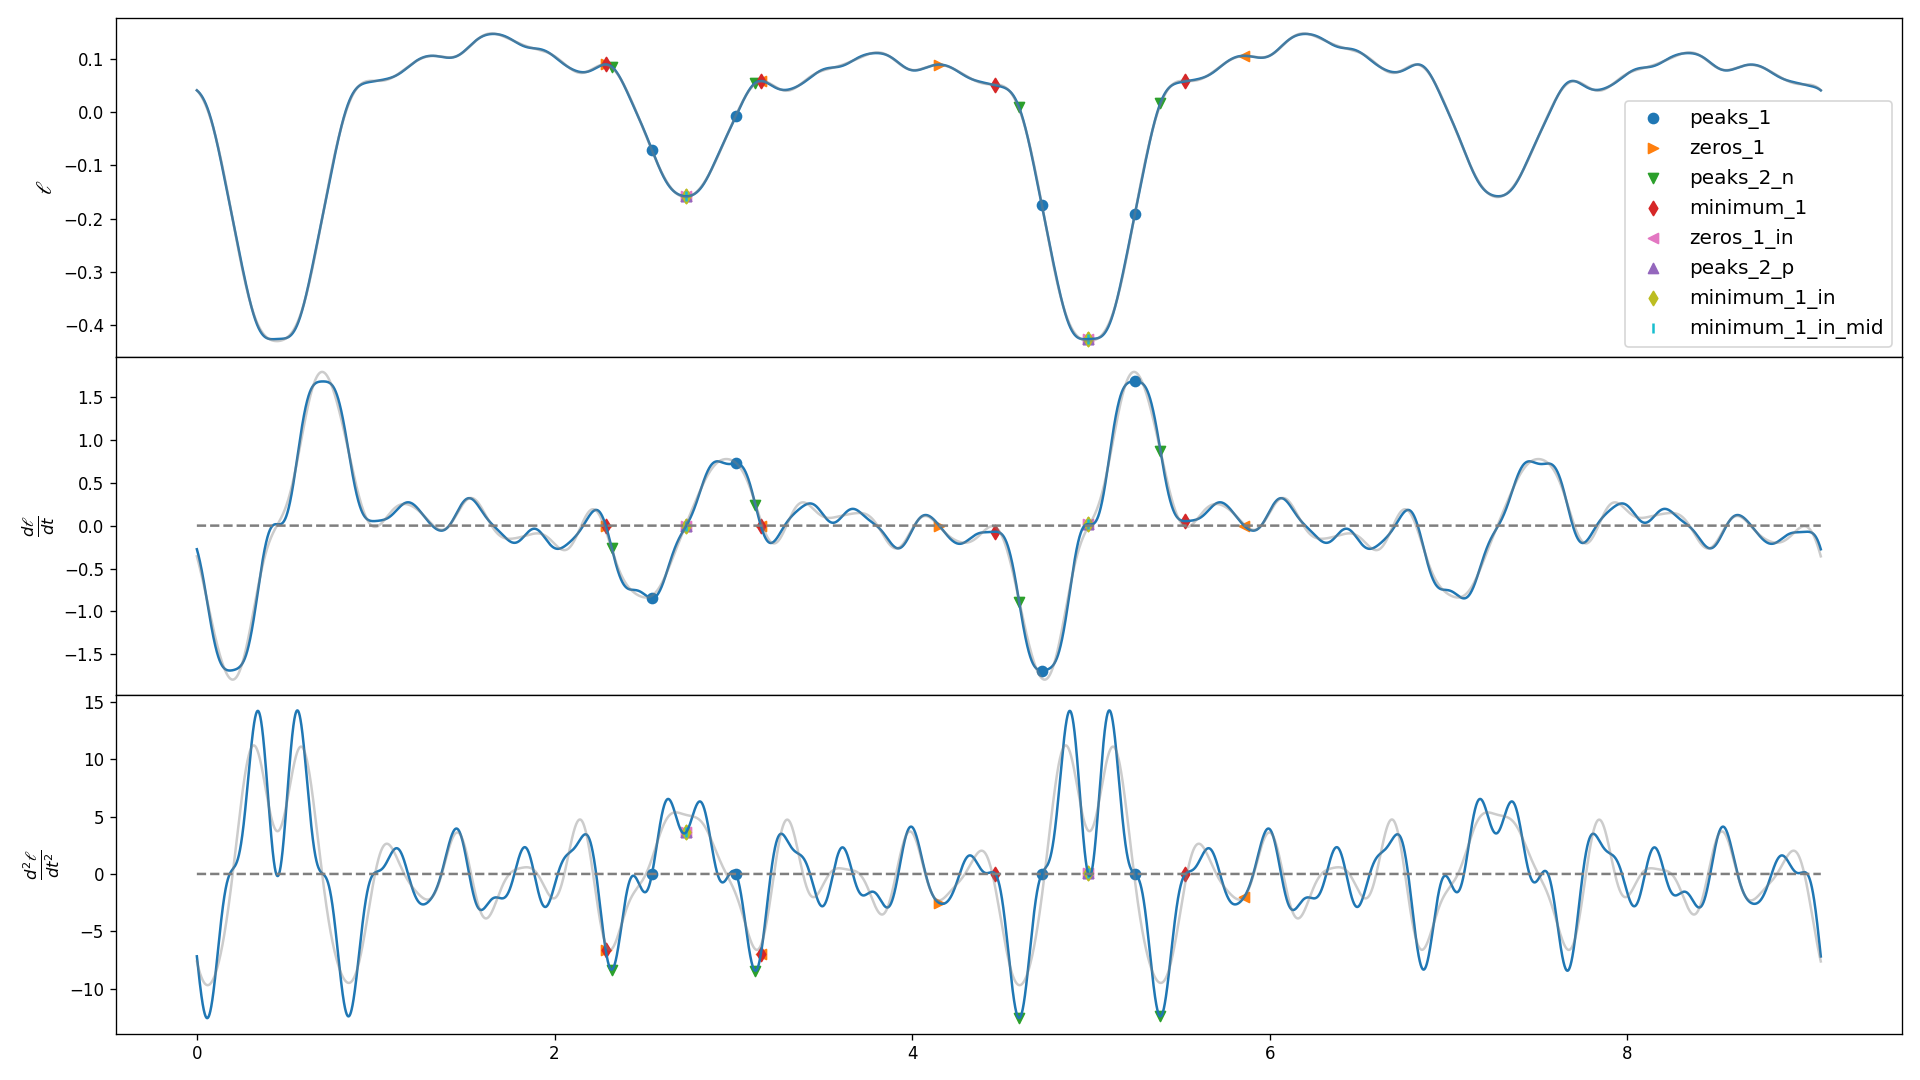 0.1
0.0
−0.1
−0.2
−0.3
−0.4
ℓ
peaks_1
zeros_1
peaks_2_n
minimum_1
zeros_1_in
peaks_2_p
minimum_1_in
minimum_1_in_mid
1.5
1.0
0.5
0.0
−0.5
−1.0
−1.5
dℓ
dt
15
10
5
0
−5
−10
d²ℓ
dt²
0 2 4 6 8